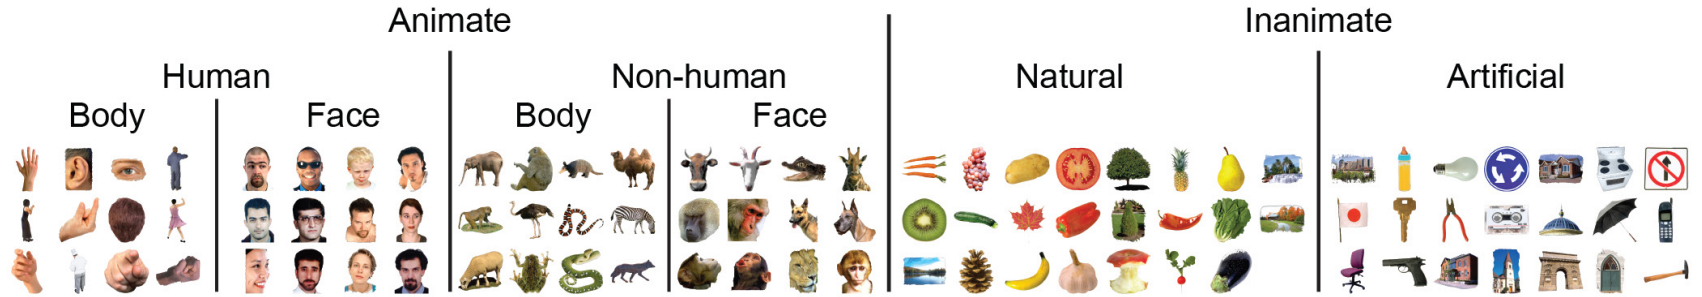 Animate
Inanimate
Human
Non-human
Natural
Artificial
Body
Face
Body
Face